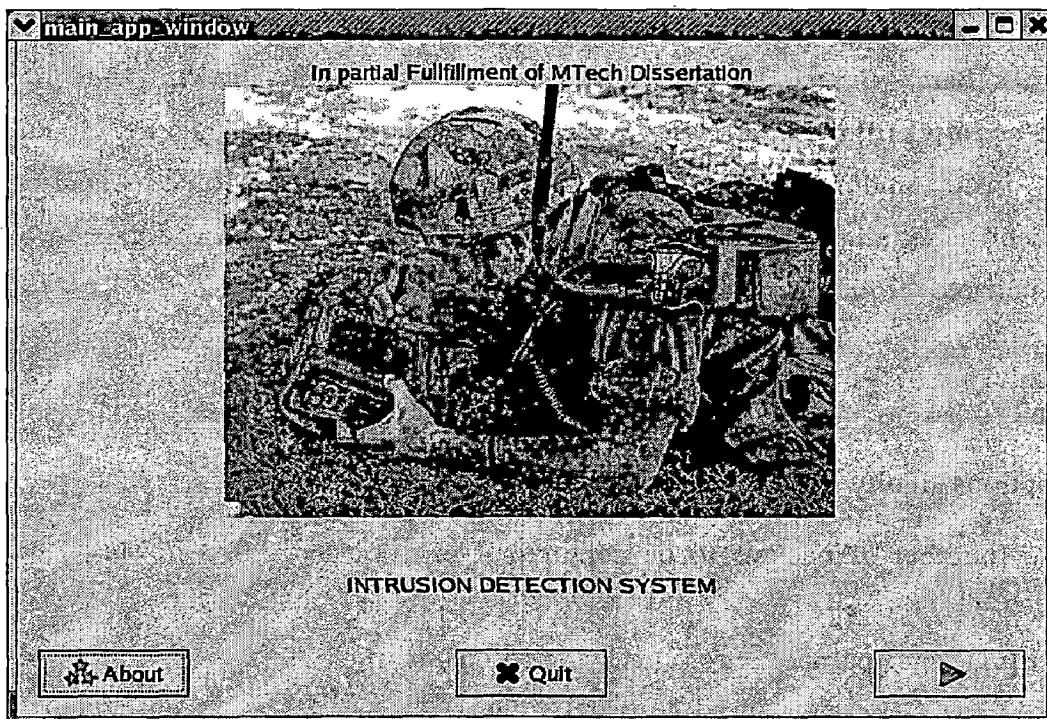 main_app_window
In partial Fullfillment of MTech Dissertation
INTRUSION DETECTION SYSTEM
About
Quit